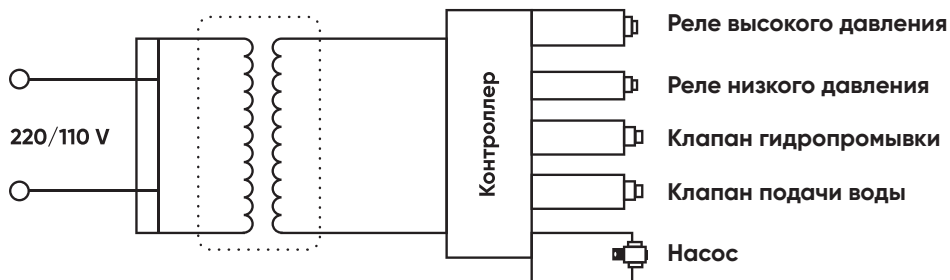 Реле высокого давления
Реле низкого давления
220/110 V
Контроллер
Клапан гидропромывки
Клапан подачи воды
Насос